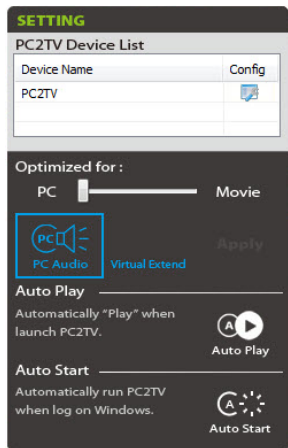 SETTING
PC2TV Device List
Device Name Config
PC2TV
Optimized for :
PC Movie
PC
PC Audio Virtual Extend Apply
Auto Play
Automatically "Play" when
launch PC2TV.
A
Auto Play
Auto Start
Automatically run PC2TV
when log on Windows.
A
Auto Start